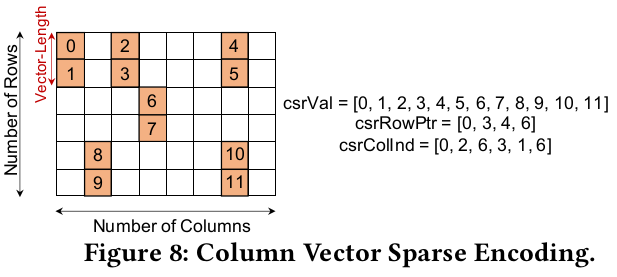 Vector-Length
Number of Rows
0 2 4
1 3 5
6
7
8 10
9 11
Number of Columns
csrVal = [0, 1, 2, 3, 4, 5, 6, 7, 8, 9, 10, 11]
csrRowPtr = [0, 3, 4, 6]
csrColInd = [0, 2, 6, 3, 1, 6]
Figure 8: Column Vector Sparse Encoding.